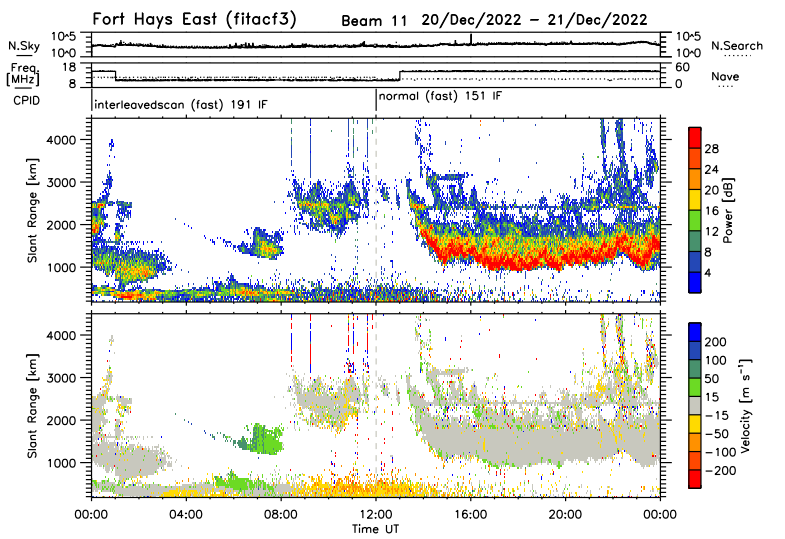 Fort Hays East (fitacf3)
Beam 11
20/Dec/2022 - 21/Dec/2022
N.Sky
10^5
10^0
10^5
10^0
N.Search
Freq.
[MHz]
18
8
60
0
Nave
CPID
interleavedscan (fast) 191 IF
normal (fast) 151 IF
Slant Range [km]
4000
3000
2000
1000
28
24
20
16
12
8
4
Power [dB]
Slant Range [km]
4000
3000
2000
1000
200
100
50
15
-15
-50
-100
-200
Velocity [m s⁻¹]
00:00
04:00
08:00
12:00
16:00
20:00
00:00
Time UT